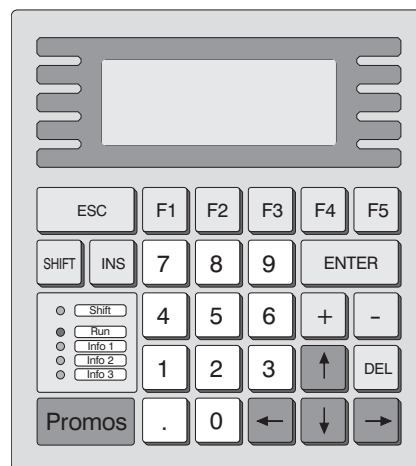 ESC F1 F2 F3 F4 F5
SHIFT INS 7 8 9 ENTER
Shift
Run
Info 1
Info 2
Info 3
4 5 6 + -
1 2 3 ↑ DEL
Promos . 0 ← ↓ →